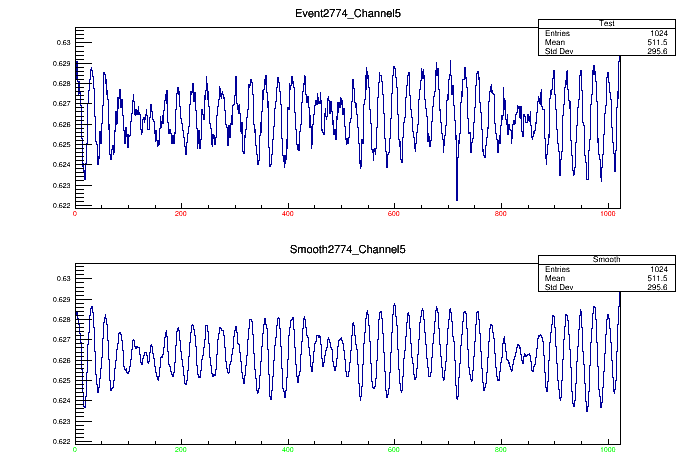 Event2774_Channel5
Test
Entries 1024
Mean 511.5
Std Dev 295.6
0.63
0.629
0.628
0.627
0.626
0.625
0.624
0.623
0.622
0 200 400 600 800 1000
Smooth2774_Channel5
Smooth
Entries 1024
Mean 511.5
Std Dev 295.6
0.63
0.629
0.628
0.627
0.626
0.625
0.624
0.623
0.622
0 200 400 600 800 1000